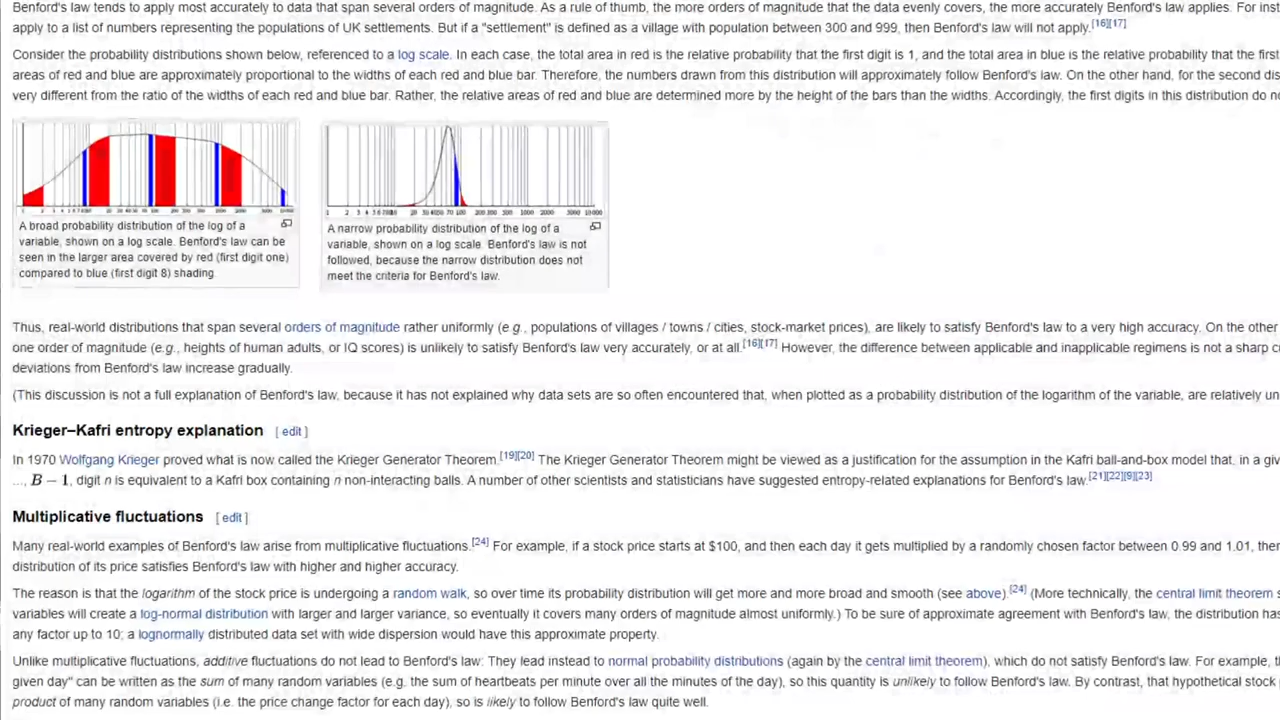 Benford's law tends to apply most accurately to data that span several orders of magnitude. As a rule of thumb, the more orders of magnitude that the data evenly covers, the more accurately Benford's law applies. For inst
apply to a list of numbers representing the populations of UK settlements. But if a "settlement" is defined as a village with population between 300 and 999, then Benford's law will not apply.[16][17]
Consider the probability distributions shown below, referenced to a log scale. In each case, the total area in red is the relative probability that the first digit is 1, and the total area in blue is the relative probability that the first
areas of red and blue are approximately proportional to the widths of each red and blue bar. Therefore, the numbers drawn from this distribution will approximately follow Benford's law. On the other hand, for the second dis
very different from the ratio of the widths of each red and blue bar. Rather, the relative areas of red and blue are determined more by the height of the bars than the widths. Accordingly, the first digits in this distribution do no
A broad probability distribution of the log of a
variable, shown on a log scale. Benford's law can be
seen in the larger area covered by red (first digit one)
compared to blue (first digit 8) shading.
A narrow probability distribution of the log of a
variable, shown on a log scale. Benford's law is not
followed, because the narrow distribution does not
meet the criteria for Benford's law.
Thus, real-world distributions that span several orders of magnitude rather uniformly (e.g., populations of villages / towns / cities, stock-market prices), are likely to satisfy Benford's law to a very high accuracy. On the other
one order of magnitude (e.g., heights of human adults, or IQ scores) is unlikely to satisfy Benford's law very accurately, or at all.[16][17] However, the difference between applicable and inapplicable regimens is not a sharp c
deviations from Benford's law increase gradually.
(This discussion is not a full explanation of Benford's law, because it has not explained why data sets are so often encountered that, when plotted as a probability distribution of the logarithm of the variable, are relatively un
Krieger–Kafri entropy explanation [ edit ]
In 1970 Wolfgang Krieger proved what is now called the Krieger Generator Theorem.[19][20] The Krieger Generator Theorem might be viewed as a justification for the assumption in the Kafri ball-and-box model that, in a giv
..., B − 1, digit n is equivalent to a Kafri box containing n non-interacting balls. A number of other scientists and statisticians have suggested entropy-related explanations for Benford's law.[21][22][9][23]
Multiplicative fluctuations [ edit ]
Many real-world examples of Benford's law arise from multiplicative fluctuations.[24] For example, if a stock price starts at $100, and then each day it gets multiplied by a randomly chosen factor between 0.99 and 1.01, then
distribution of its price satisfies Benford's law with higher and higher accuracy.
The reason is that the logarithm of the stock price is undergoing a random walk, so over time its probability distribution will get more and more broad and smooth (see above).[24] (More technically, the central limit theorem s
variables will create a log-normal distribution with larger and larger variance, so eventually it covers many orders of magnitude almost uniformly.) To be sure of approximate agreement with Benford's law, the distribution has
any factor up to 10; a lognormally distributed data set with wide dispersion would have this approximate property.
Unlike multiplicative fluctuations, additive fluctuations do not lead to Benford's law: They lead instead to normal probability distributions (again by the central limit theorem), which do not satisfy Benford's law. For example, t
given day" can be written as the sum of many random variables (e.g. the sum of heartbeats per minute over all the minutes of the day), so this quantity is unlikely to follow Benford's law. By contrast, that hypothetical stock
product of many random variables (i.e. the price change factor for each day), so is likely to follow Benford's law quite well.